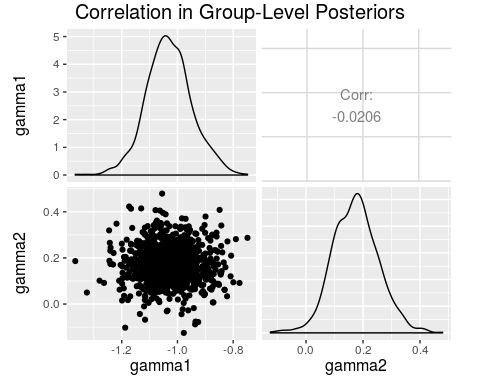 Correlation in Group-Level Posteriors
gamma1
5
4
3
2
1
0
Corr:
-0.0206
gamma2
0.4
0.2
0.0
-1.2 -1.0 -0.8
0.0 0.2 0.4
gamma1
gamma2